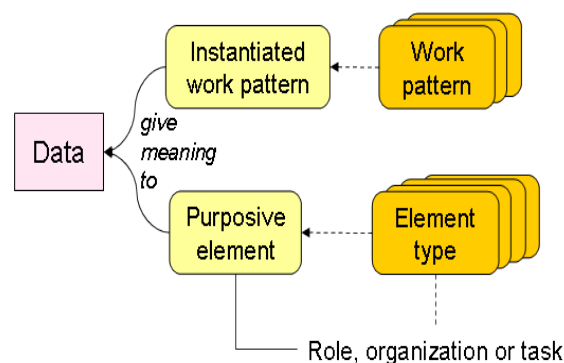 Instantiated
work pattern
Work
pattern
give
meaning
to
Data
Purposive
element
Element
type
Role, organization or task